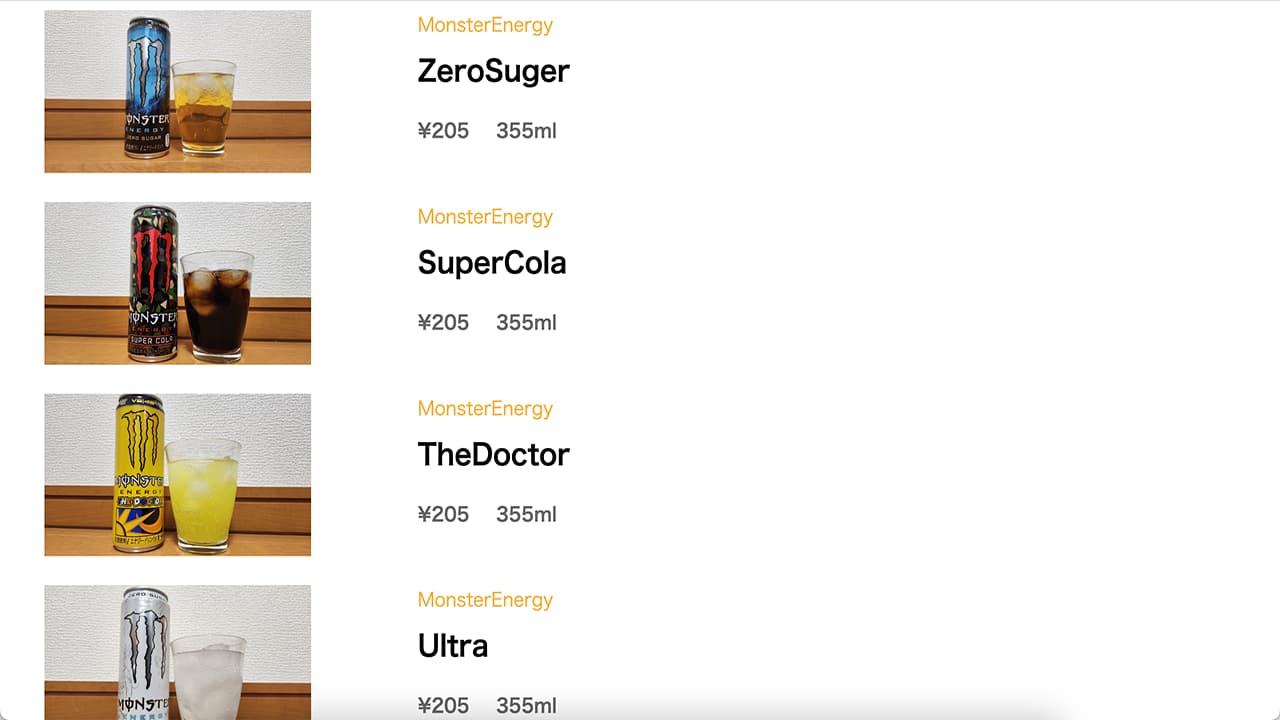 MonsterEnergy
ZeroSuger
¥205 355ml
MONSTER
ENERGY
ZERO SUGAR
MonsterEnergy
SuperCola
¥205 355ml
MONSTER
ENERGY
SUPER COLA
MonsterEnergy
TheDoctor
¥205 355ml
MONSTER
ENERGY
MonsterEnergy
Ultra
¥205 355ml
ZERO SUGAR
MONSTER
ENERGY